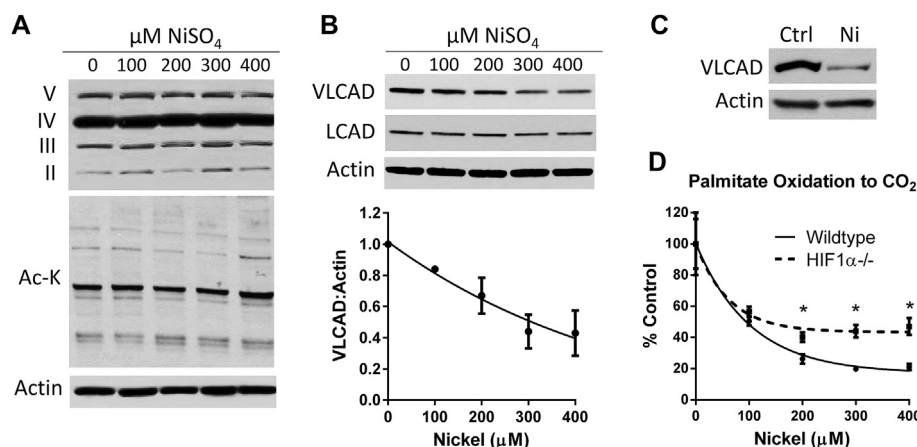 A
µM NiSO4
0 100 200 300 400
V
IV
III
II
Ac-K
Actin
B
µM NiSO4
0 100 200 300 400
VLCAD
LCAD
Actin
VLCAD:Actin
1.2
1.0
0.8
0.6
0.4
0.2
0.0
0 100 200 300 400
Nickel (µM)
C
Ctrl Ni
VLCAD
Actin
D
Palmitate Oxidation to CO2
% Control
120
100
80
60
40
20
0
Wildtype
HIF1α-/-
* * *
0 100 200 300 400
Nickel (µM)